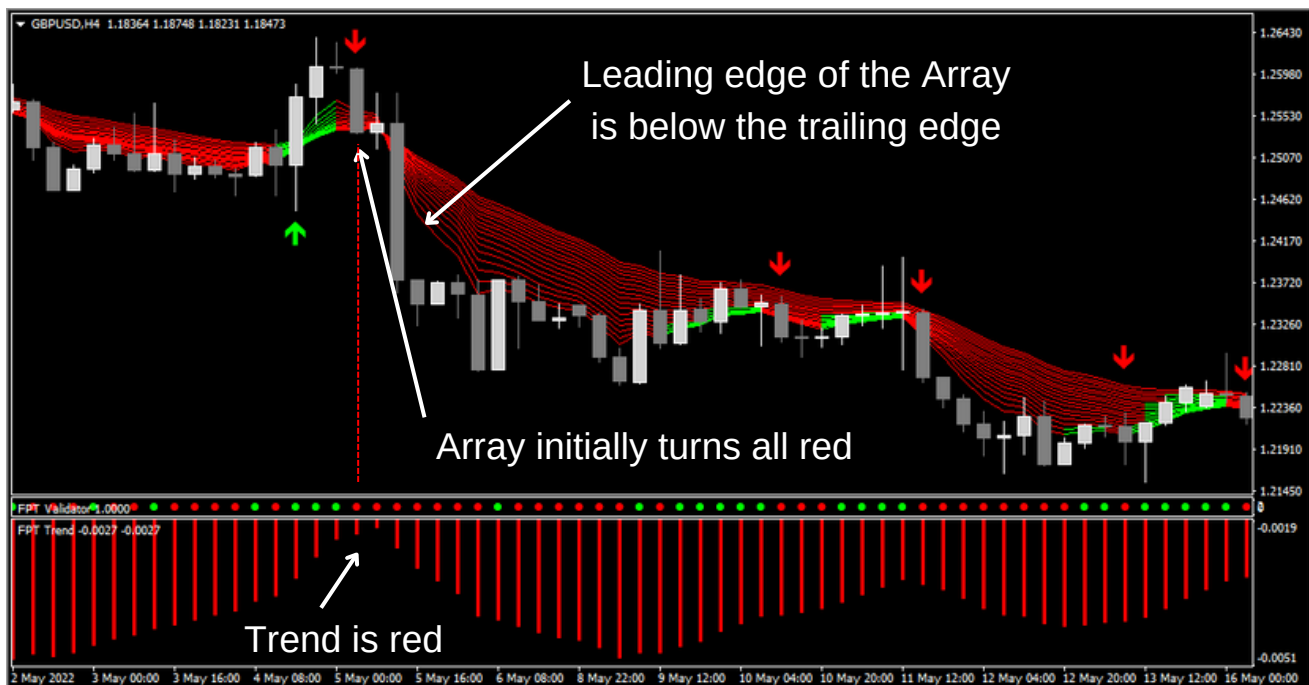 GBPUSD,H4 1.18364 1.18748 1.18231 1.18473
Leading edge of the Array
is below the trailing edge
Array initially turns all red
1.26430
1.25980
1.25530
1.25070
1.24620
1.24170
1.23720
1.23260
1.22810
1.22360
1.21910
1.21450
FPT Validator 1.0000
0
FPT Trend -0.0027 -0.0027
-0.0019
Trend is red
-0.0051
2 May 2022 3 May 00:00 3 May 16:00 4 May 08:00 5 May 00:00 5 May 16:00 6 May 08:00 8 May 22:00 9 May 12:00 10 May 04:00 10 May 20:00 11 May 12:00 12 May 04:00 12 May 20:00 13 May 12:00 16 May 00:00